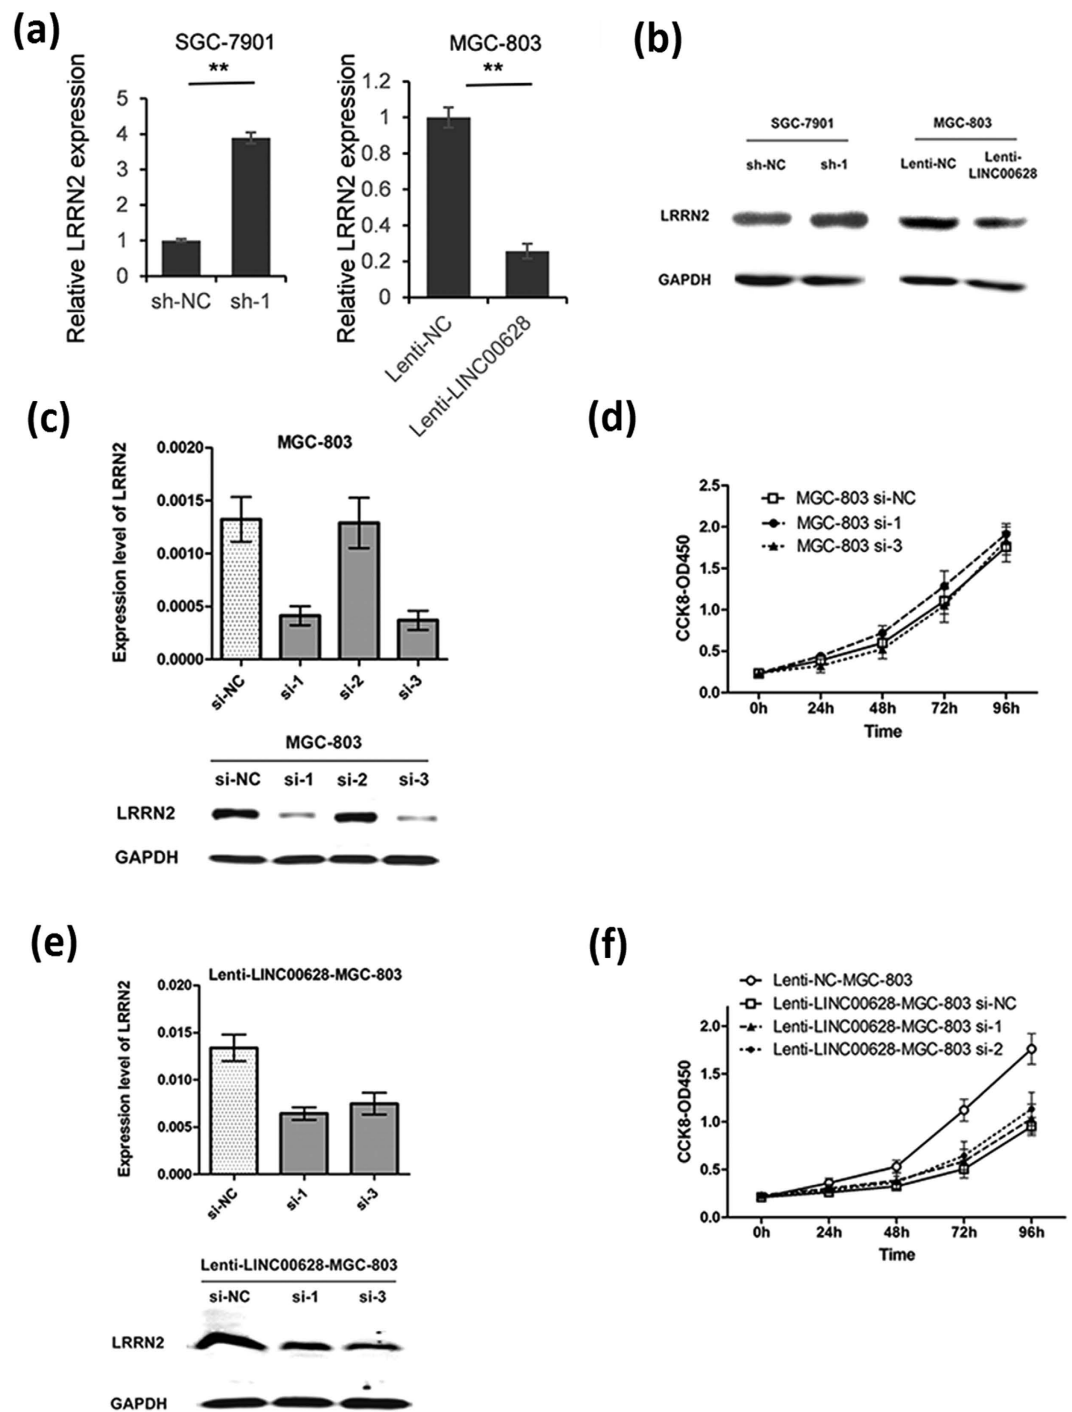 (a)
SGC-7901
**
Relative LRRN2 expression
5
4
3
2
1
0
sh-NC sh-1
MGC-803
**
Relative LRRN2 expression
1.2
1
0.8
0.6
0.4
0.2
0
Lenti-NC
Lenti-LINC00628
(b)
SGC-7901 MGC-803
sh-NC sh-1 Lenti-NC Lenti-
LINC00628
LRRN2
GAPDH
(c)
MGC-803
Expression level of LRRN2
0.0020
0.0015
0.0010
0.0005
0.0000
si-NC si-1 si-2 si-3
MGC-803
si-NC si-1 si-2 si-3
LRRN2
GAPDH
(d)
MGC-803 si-NC
MGC-803 si-1
MGC-803 si-3
CCK8-OD450
2.5
2.0
1.5
1.0
0.5
0.0
0h 24h 48h 72h 96h
Time
(e)
Lenti-LINC00628-MGC-803
Expression level of LRRN2
0.020
0.015
0.010
0.005
0.000
si-NC si-1 si-3
Lenti-LINC00628-MGC-803
si-NC si-1 si-3
LRRN2
GAPDH
(f)
Lenti-NC-MGC-803
Lenti-LINC00628-MGC-803 si-NC
Lenti-LINC00628-MGC-803 si-1
Lenti-LINC00628-MGC-803 si-2
CCK8-OD450
2.0
1.5
1.0
0.5
0.0
0h 24h 48h 72h 96h
Time